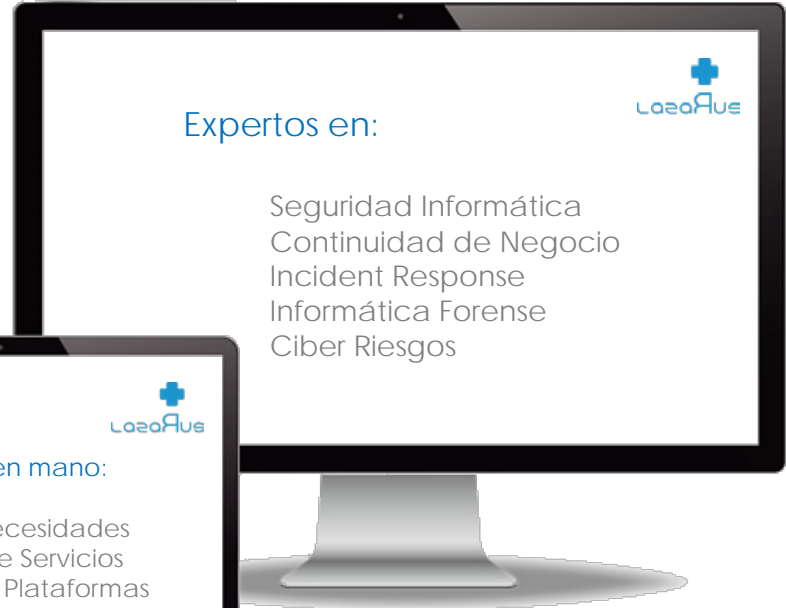 LazaRus
Expertos en:
Seguridad Informática
Continuidad de Negocio
Incident Response
Informática Forense
Ciber Riesgos
LazaRus
en mano:
ecesidades
e Servicios
Plataformas